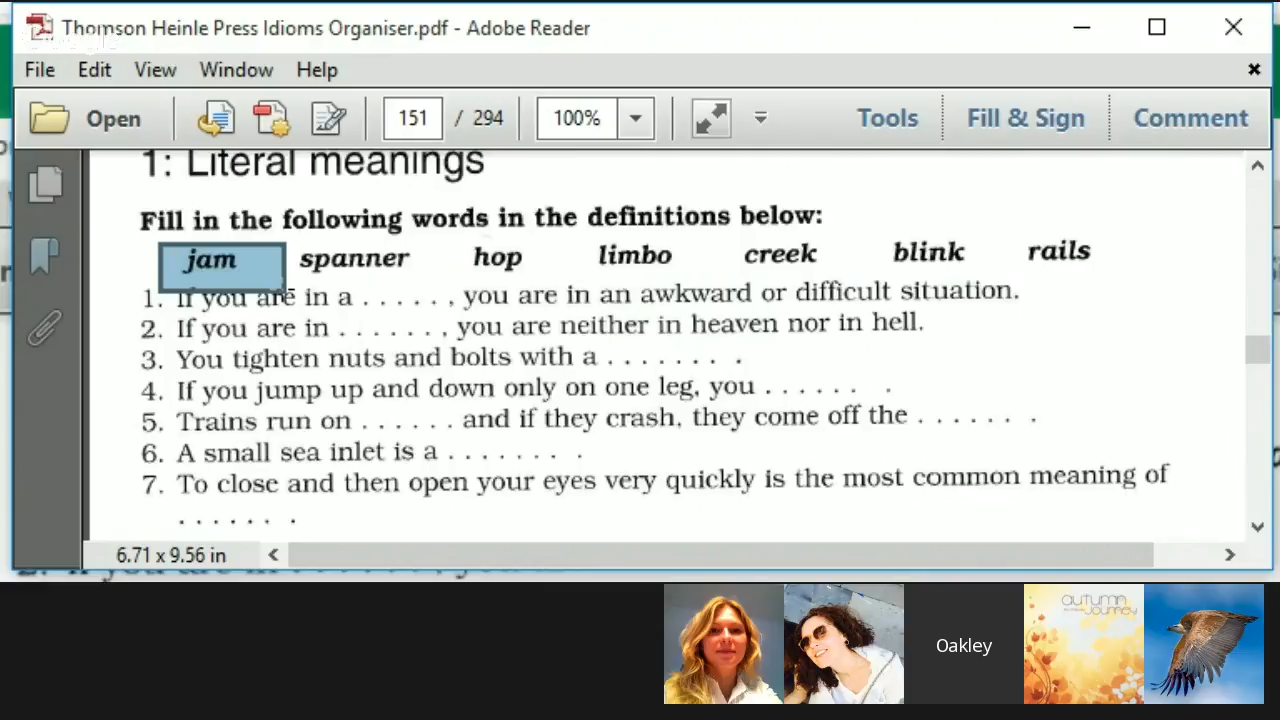 Thomson Heinle Press Idioms Organiser.pdf - Adobe Reader
File Edit View Window Help
Open 151 / 294 100% Tools Fill & Sign Comment
1: Literal meanings
Fill in the following words in the definitions below:
jam spanner hop limbo creek blink rails
1. If you are in a . . . . . . , you are in an awkward or difficult situation.
2. If you are in . . . . . . . , you are neither in heaven nor in hell.
3. You tighten nuts and bolts with a . . . . . . . .
4. If you jump up and down only on one leg, you . . . . . . .
5. Trains run on . . . . . . and if they crash, they come off the . . . . . . . .
6. A small sea inlet is a . . . . . . . .
7. To close and then open your eyes very quickly is the most common meaning of
. . . . . . .
6.71 x 9.56 in
Oakley
autumn
journey